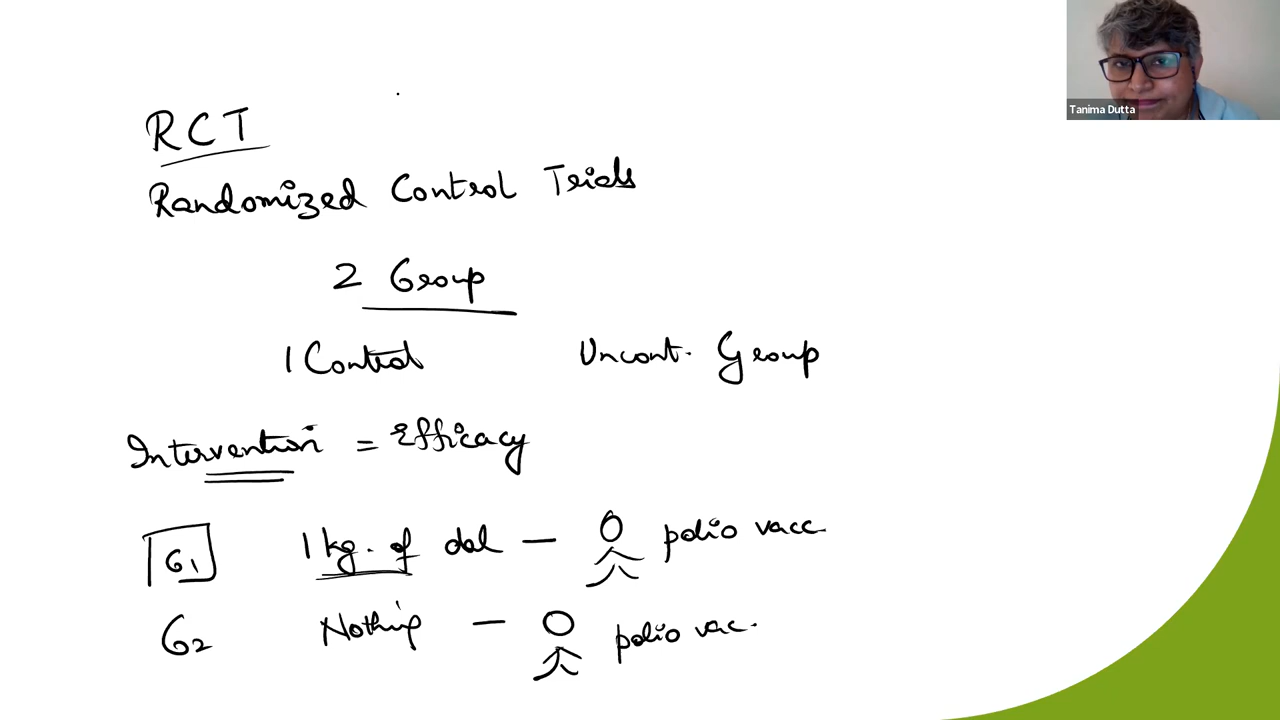 Tanima Dutta
RCT
Randomized Control Trials
2 Group
1 Control Uncont. Group
Intervention = Efficacy
G1 1 kg. of dal - polio vacc
G2 Nothing - polio vac.